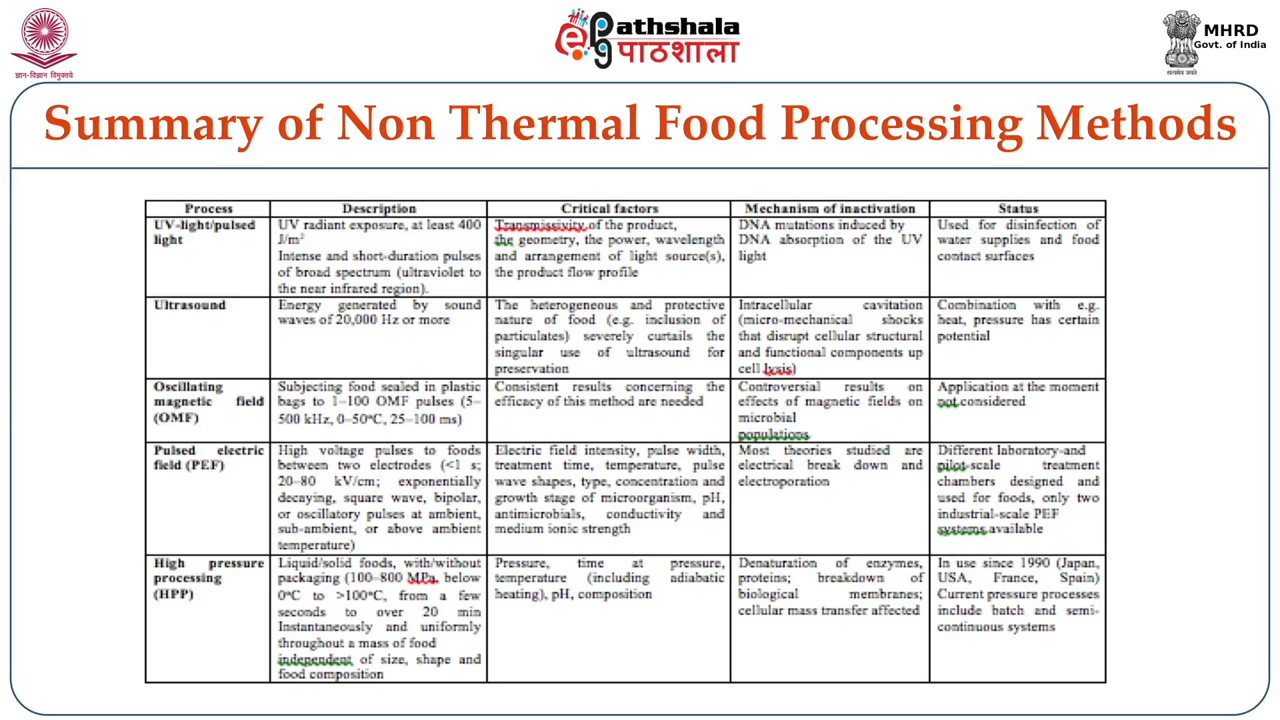 ज्ञान-विज्ञान विमुक्तये
ePathshala
पाठशाला
MHRD
Govt. of India
सत्यमेव जयते
Summary of Non Thermal Food Processing Methods
Process
Description
Critical factors
Mechanism of inactivation
Status
UV-light/pulsed
light
UV radiant exposure, at least 400
J/m²
Intense and short-duration pulses
of broad spectrum (ultraviolet to
the near infrared region).
Transmissivity of the product,
the geometry, the power, wavelength
and arrangement of light source(s),
the product flow profile
DNA mutations induced by
DNA absorption of the UV
light
Used for disinfection of
water supplies and food
contact surfaces
Ultrasound
Energy generated by sound
waves of 20,000 Hz or more
The heterogeneous and protective
nature of food (e.g. inclusion of
particulates) severely curtails the
singular use of ultrasound for
preservation
Intracellular cavitation
(micro-mechanical shocks
that disrupt cellular structural
and functional components up
cell lysis)
Combination with e.g.
heat, pressure has certain
potential
Oscillating
magnetic field
(OMF)
Subjecting food sealed in plastic
bags to 1–100 OMF pulses (5–
500 kHz, 0–50ºC, 25–100 ms)
Consistent results concerning the
efficacy of this method are needed
Controversial results on
effects of magnetic fields on
microbial
populations
Application at the moment
not considered
Pulsed electric
field (PEF)
High voltage pulses to foods
between two electrodes (<1 s;
20–80 kV/cm; exponentially
decaying, square wave, bipolar,
or oscillatory pulses at ambient,
sub-ambient, or above ambient
temperature)
Electric field intensity, pulse width,
treatment time, temperature, pulse
wave shapes, type, concentration and
growth stage of microorganism, pH,
antimicrobials, conductivity and
medium ionic strength
Most theories studied are
electrical break down and
electroporation
Different laboratory-and
pilot-scale treatment
chambers designed and
used for foods, only two
industrial-scale PEF
systems available
High pressure
processing
(HPP)
Liquid/solid foods, with/without
packaging (100–800 MPa, below
0ºC to >100ºC, from a few
seconds to over 20 min
Instantaneously and uniformly
throughout a mass of food
independent of size, shape and
food composition
Pressure, time at pressure,
temperature (including adiabatic
heating), pH, composition
Denaturation of enzymes,
proteins; breakdown of
biological membranes;
cellular mass transfer affected
In use since 1990 (Japan,
USA, France, Spain)
Current pressure processes
include batch and semi-
continuous systems